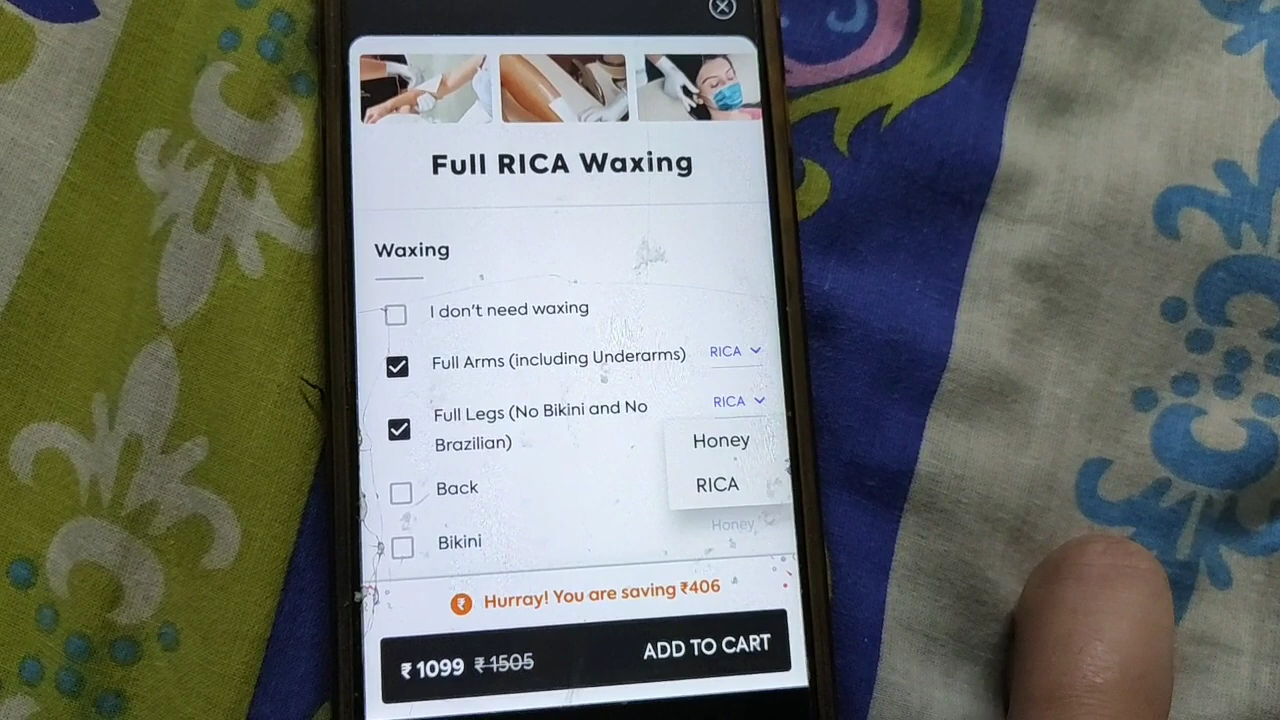 Full RICA Waxing
Waxing
I don't need waxing
Full Arms (including Underarms) RICA
Full Legs (No Bikini and No Brazilian) RICA
Honey
RICA
Back
Honey
Bikini
Hurray! You are saving ₹406
₹1099 ₹1505 ADD TO CART